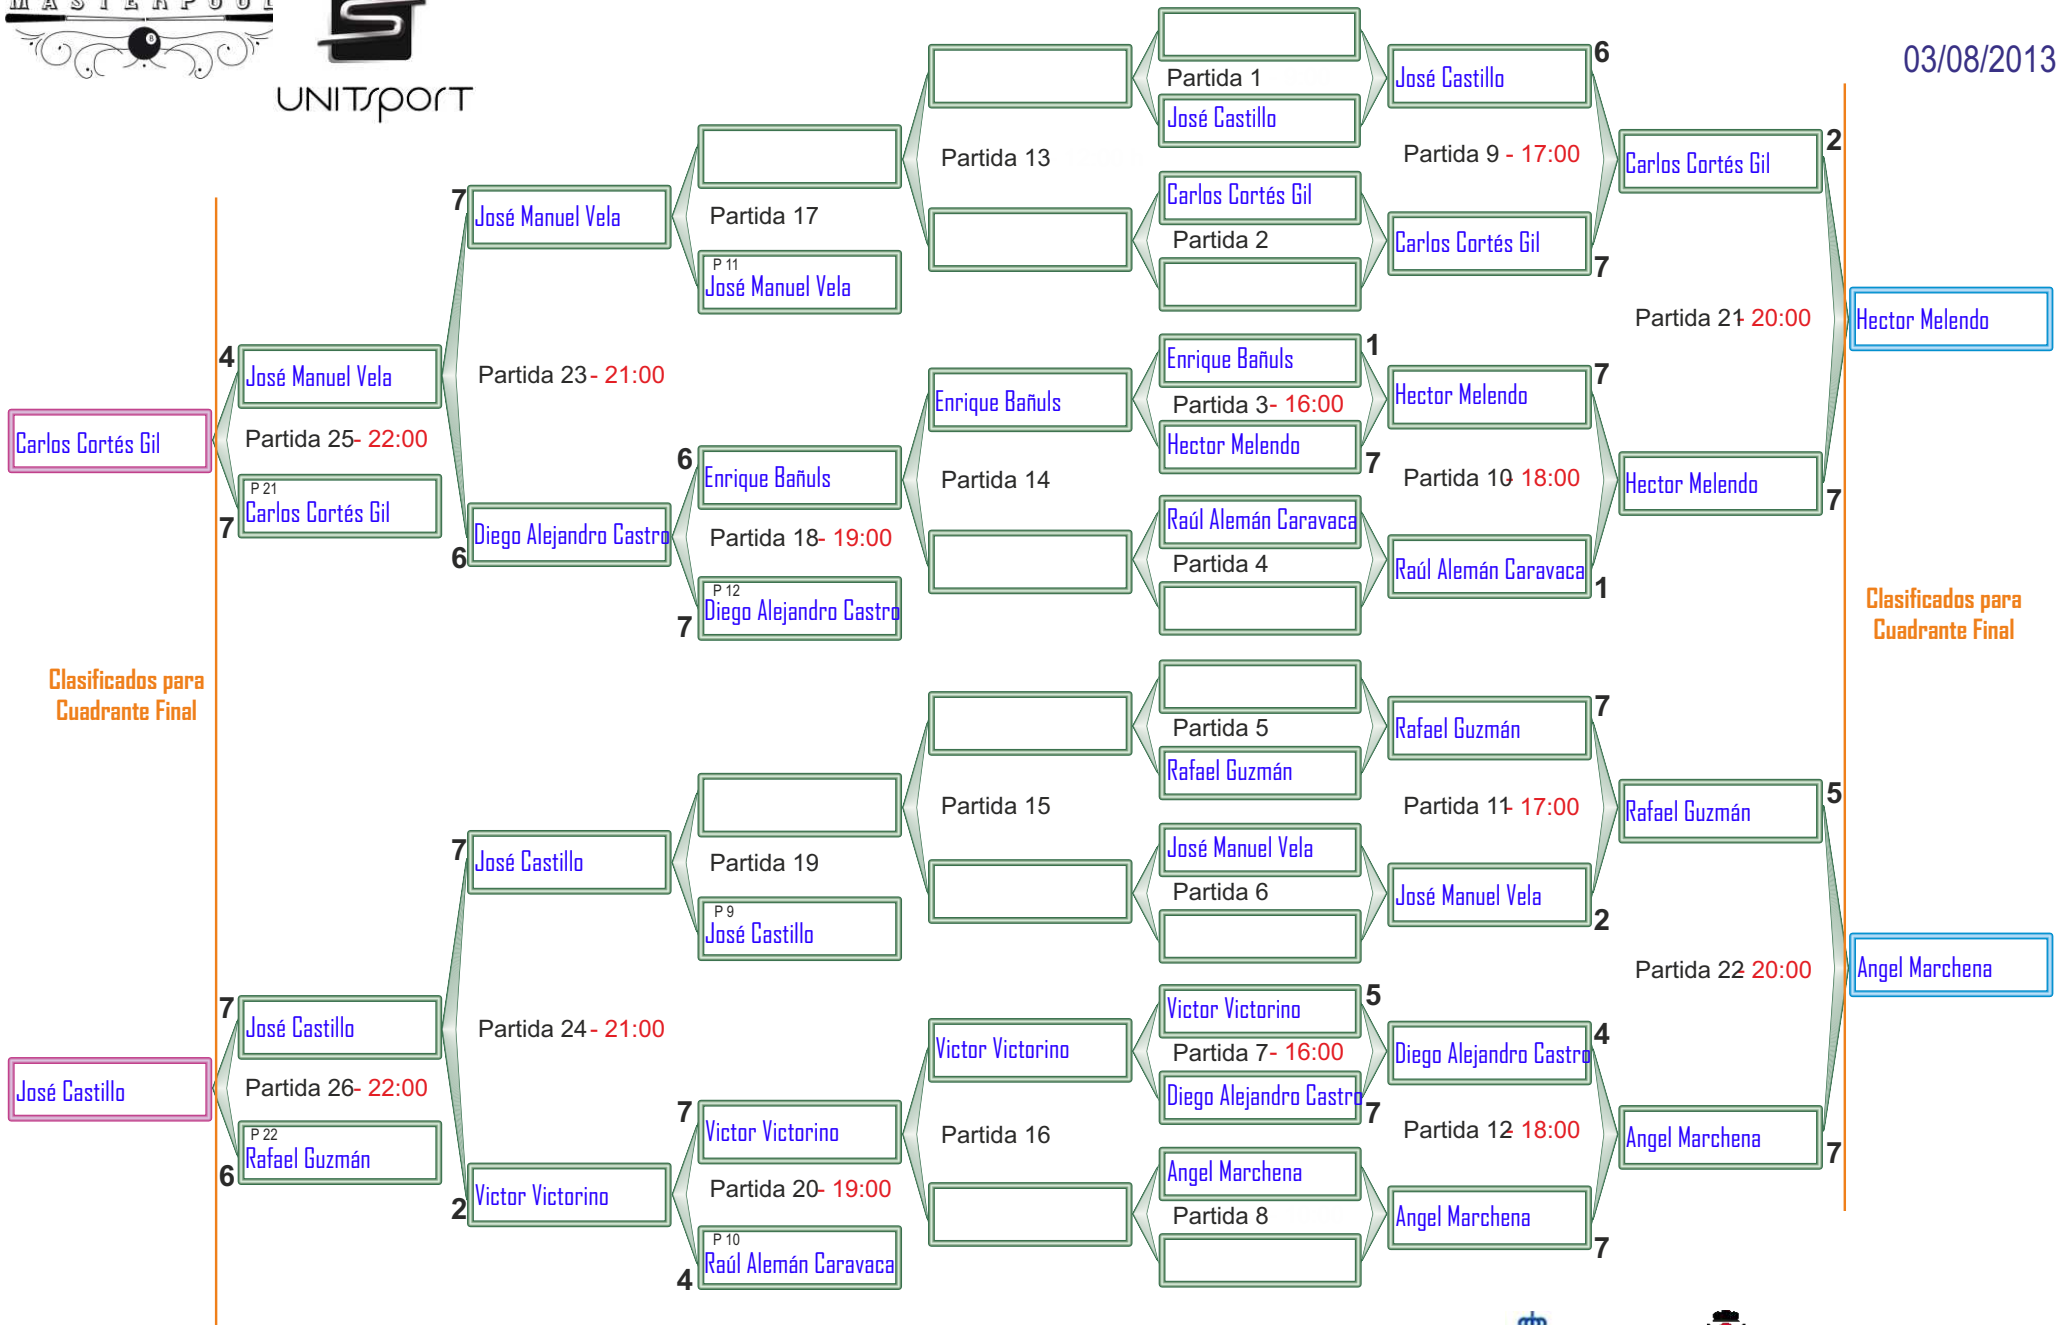 MASTERPOOL
8
UNITSPORT
03/08/2013
Partida 1
José Castillo
6
José Castillo
Partida 9 - 17:00
Carlos Cortés Gil
Partida 2
Carlos Cortés Gil
7
2
Carlos Cortés Gil
Partida 13
Partida 21 - 20:00
Hector Melendo
7
José Manuel Vela
Partida 17
P 11
José Manuel Vela
Partida 23 - 21:00
4
José Manuel Vela
Partida 25 - 22:00
Carlos Cortés Gil
P 21
Carlos Cortés Gil
7
1
Enrique Bañuls
Partida 3 - 16:00
Hector Melendo
7
7
Hector Melendo
Partida 10 - 18:00
Hector Melendo
7
Enrique Bañuls
Partida 14
6
Enrique Bañuls
Partida 18 - 19:00
P 12
Diego Alejandro Castro
7
Diego Alejandro Castro
6
Raúl Alemán Caravaca
Partida 4
Raúl Alemán Caravaca
1
Clasificados para
Cuadrante Final
Clasificados para
Cuadrante Final
Partida 5
Rafael Guzmán
7
Rafael Guzmán
Partida 11 - 17:00
5
Rafael Guzmán
Partida 15
José Manuel Vela
Partida 6
José Manuel Vela
2
Partida 22 - 20:00
Angel Marchena
7
José Castillo
Partida 19
P 9
José Castillo
Partida 24 - 21:00
7
José Castillo
Partida 26 - 22:00
José Castillo
P 22
Rafael Guzmán
6
5
Victor Victorino
Partida 7 - 16:00
Diego Alejandro Castro
7
4
Diego Alejandro Castro
Partida 12 - 18:00
Angel Marchena
7
Victor Victorino
Partida 16
7
Victor Victorino
Partida 20 - 19:00
P 10
Raúl Alemán Caravaca
4
Victor Victorino
2
Angel Marchena
Partida 8
Angel Marchena
7